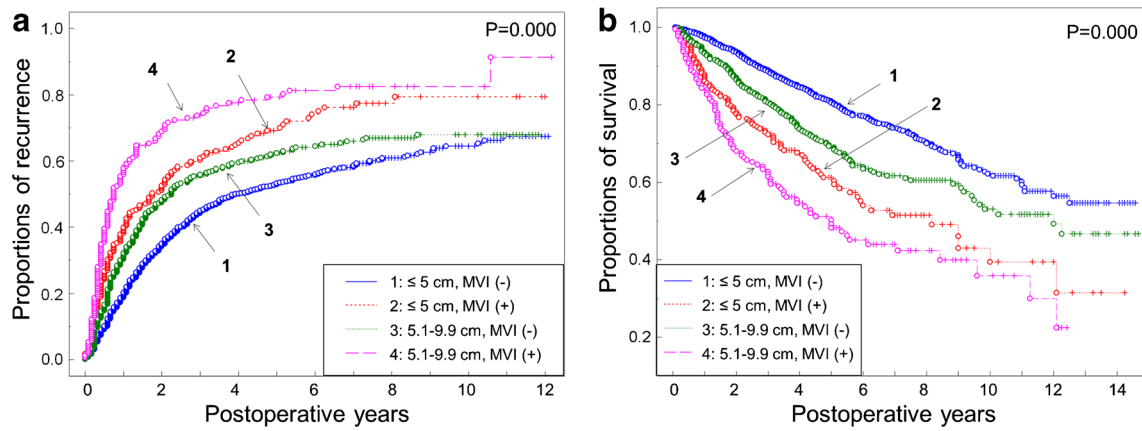 a
P=0.000
Proportions of recurrence
1.0
0.8
0.6
0.4
0.2
0.0
4
2
3
1
1: ≤ 5 cm, MVI (-)
2: ≤ 5 cm, MVI (+)
3: 5.1-9.9 cm, MVI (-)
4: 5.1-9.9 cm, MVI (+)
0 2 4 6 8 10 12
Postoperative years
b
P=0.000
Proportions of survival
1.0
0.8
0.6
0.4
0.2
1
2
3
4
1: ≤ 5 cm, MVI (-)
2: ≤ 5 cm, MVI (+)
3: 5.1-9.9 cm, MVI (-)
4: 5.1-9.9 cm, MVI (+)
0 2 4 6 8 10 12 14
Postoperative years